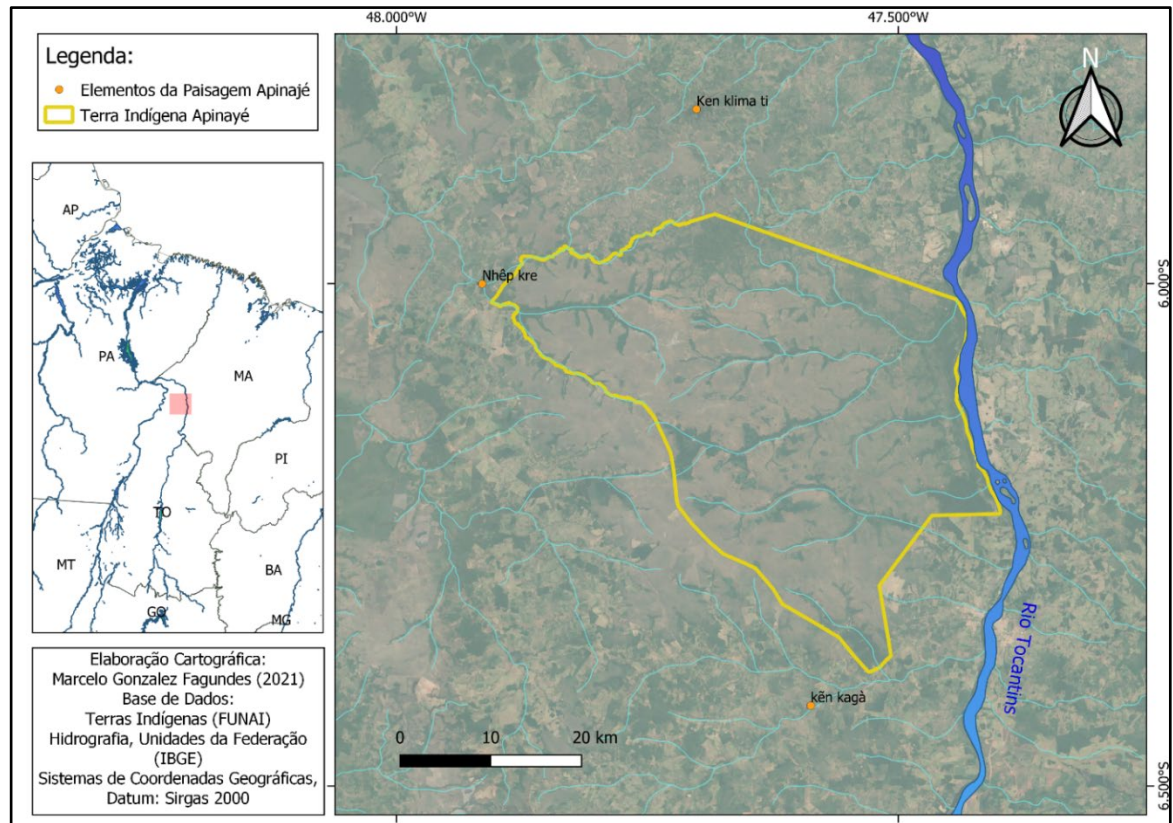 48.000°W
47.500°W
Legenda:
Elementos da Paisagem Apinajé
Terra Indígena Apinayé
N
Ken klima ti
Nhêp kre
6.000°S
AP
PA
MA
PI
TO
MT
BA
GO
MG
kẽn kagà
Rio Tocantins
0 10 20 km
6.500°S
Elaboração Cartográfica:
Marcelo Gonzalez Fagundes (2021)
Base de Dados:
Terras Indígenas (FUNAI)
Hidrografia, Unidades da Federação
(IBGE)
Sistemas de Coordenadas Geográficas,
Datum: Sirgas 2000